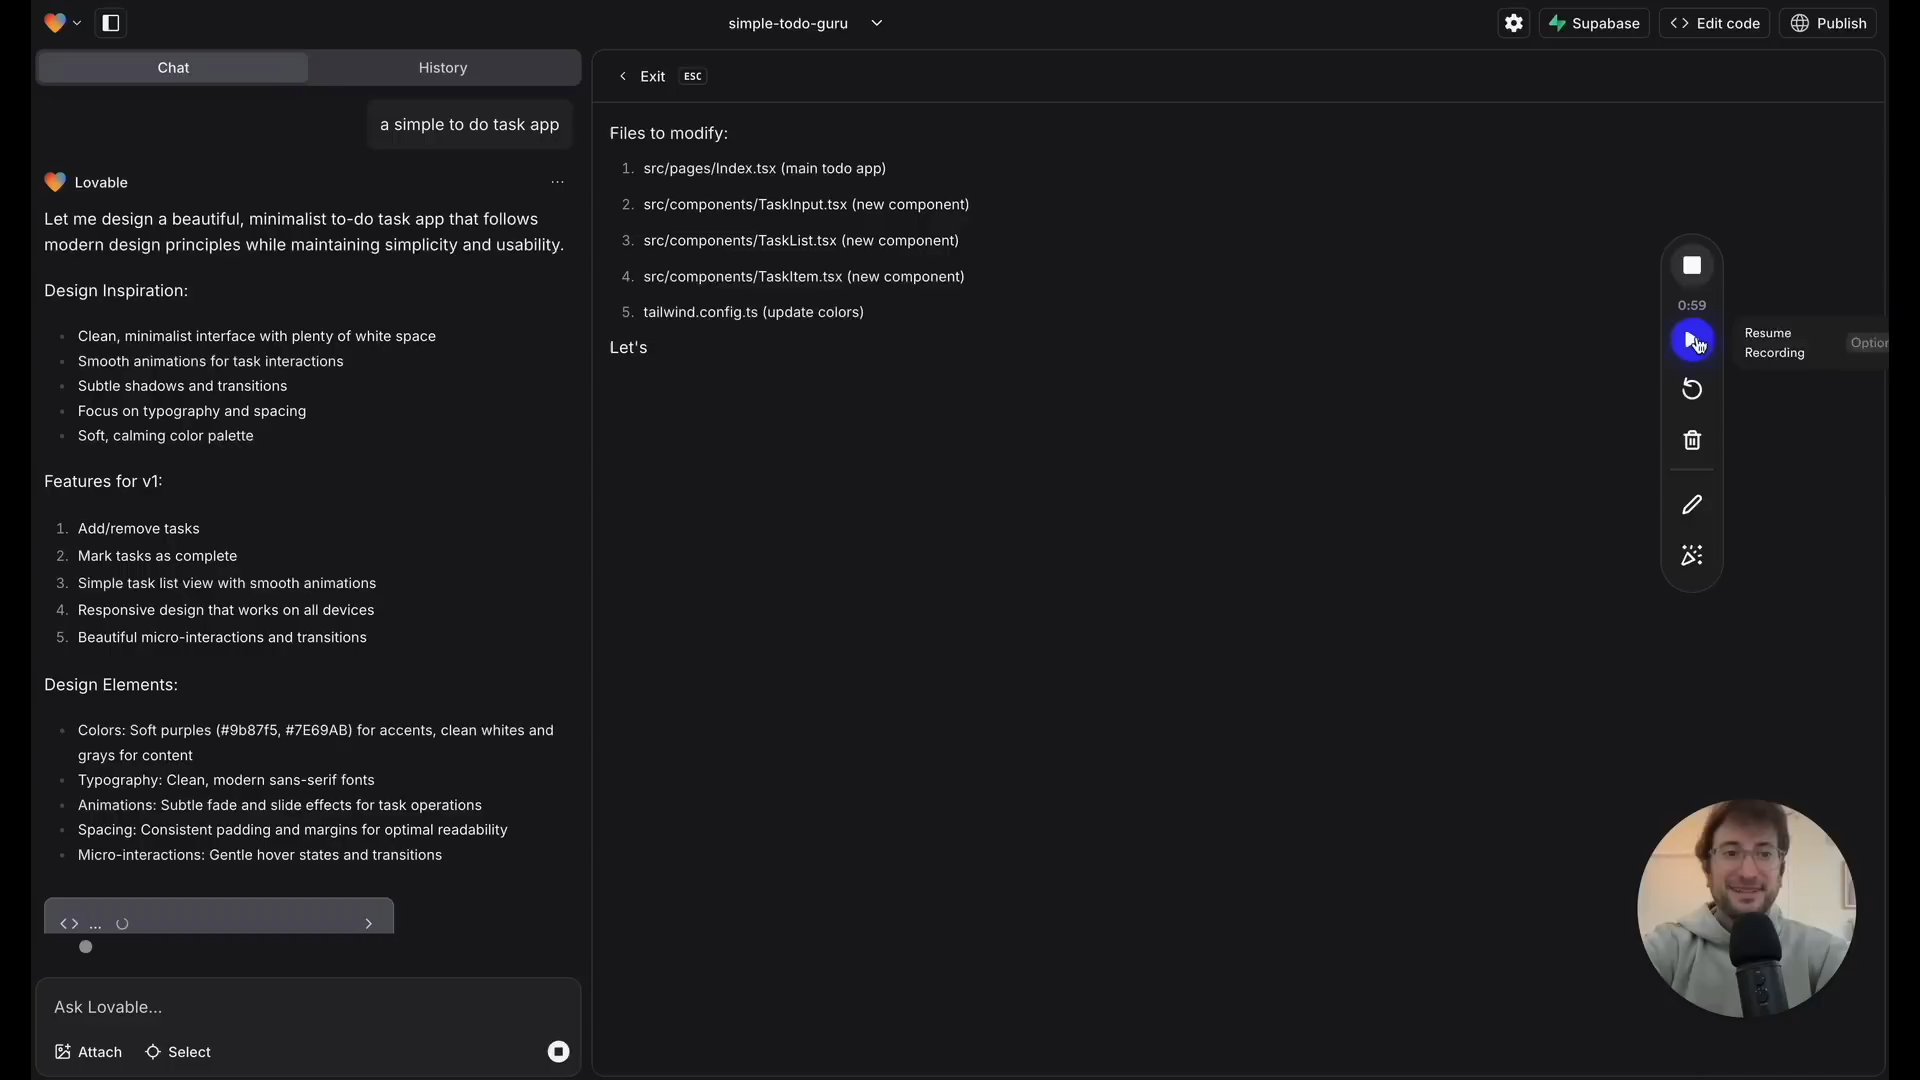 simple-todo-guru
Supabase
Edit code
Publish
Chat
History
Exit
ESC
a simple to do task app
Lovable
Let me design a beautiful, minimalist to-do task app that follows
modern design principles while maintaining simplicity and usability.
Design Inspiration:
Clean, minimalist interface with plenty of white space
Smooth animations for task interactions
Subtle shadows and transitions
Focus on typography and spacing
Soft, calming color palette
Features for v1:
1. Add/remove tasks
2. Mark tasks as complete
3. Simple task list view with smooth animations
4. Responsive design that works on all devices
5. Beautiful micro-interactions and transitions
Design Elements:
Colors: Soft purples (#9b87f5, #7E69AB) for accents, clean whites and
grays for content
Typography: Clean, modern sans-serif fonts
Animations: Subtle fade and slide effects for task operations
Spacing: Consistent padding and margins for optimal readability
Micro-interactions: Gentle hover states and transitions
...
Ask Lovable...
Attach
Select
Files to modify:
1. src/pages/Index.tsx (main todo app)
2. src/components/TaskInput.tsx (new component)
3. src/components/TaskList.tsx (new component)
4. src/components/TaskItem.tsx (new component)
5. tailwind.config.ts (update colors)
Let's
0:59
Resume
Recording
Option